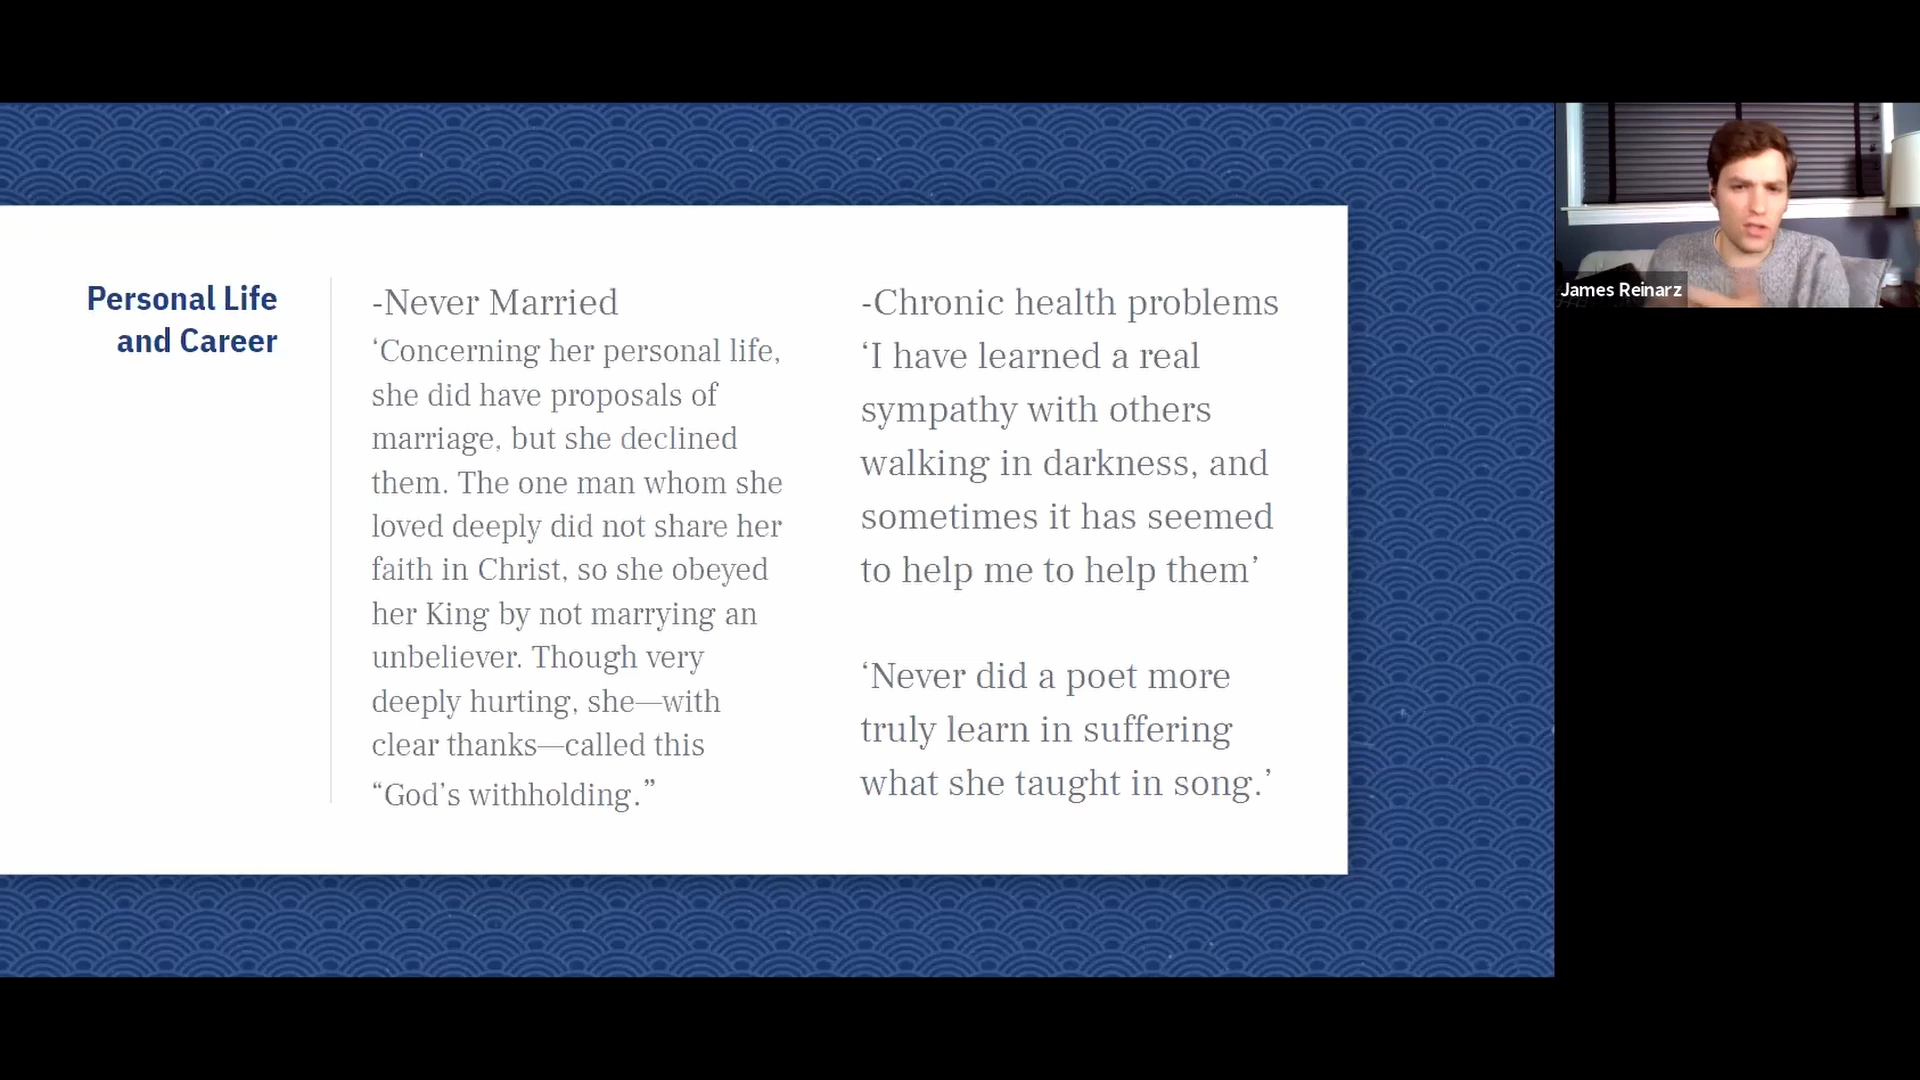 Personal Life
and Career
-Never Married
‘Concerning her personal life,
she did have proposals of
marriage, but she declined
them. The one man whom she
loved deeply did not share her
faith in Christ, so she obeyed
her King by not marrying an
unbeliever. Though very
deeply hurting, she—with
clear thanks—called this
“God’s withholding.”
-Chronic health problems
‘I have learned a real
sympathy with others
walking in darkness, and
sometimes it has seemed
to help me to help them’
‘Never did a poet more
truly learn in suffering
what she taught in song.’
James Reinarz